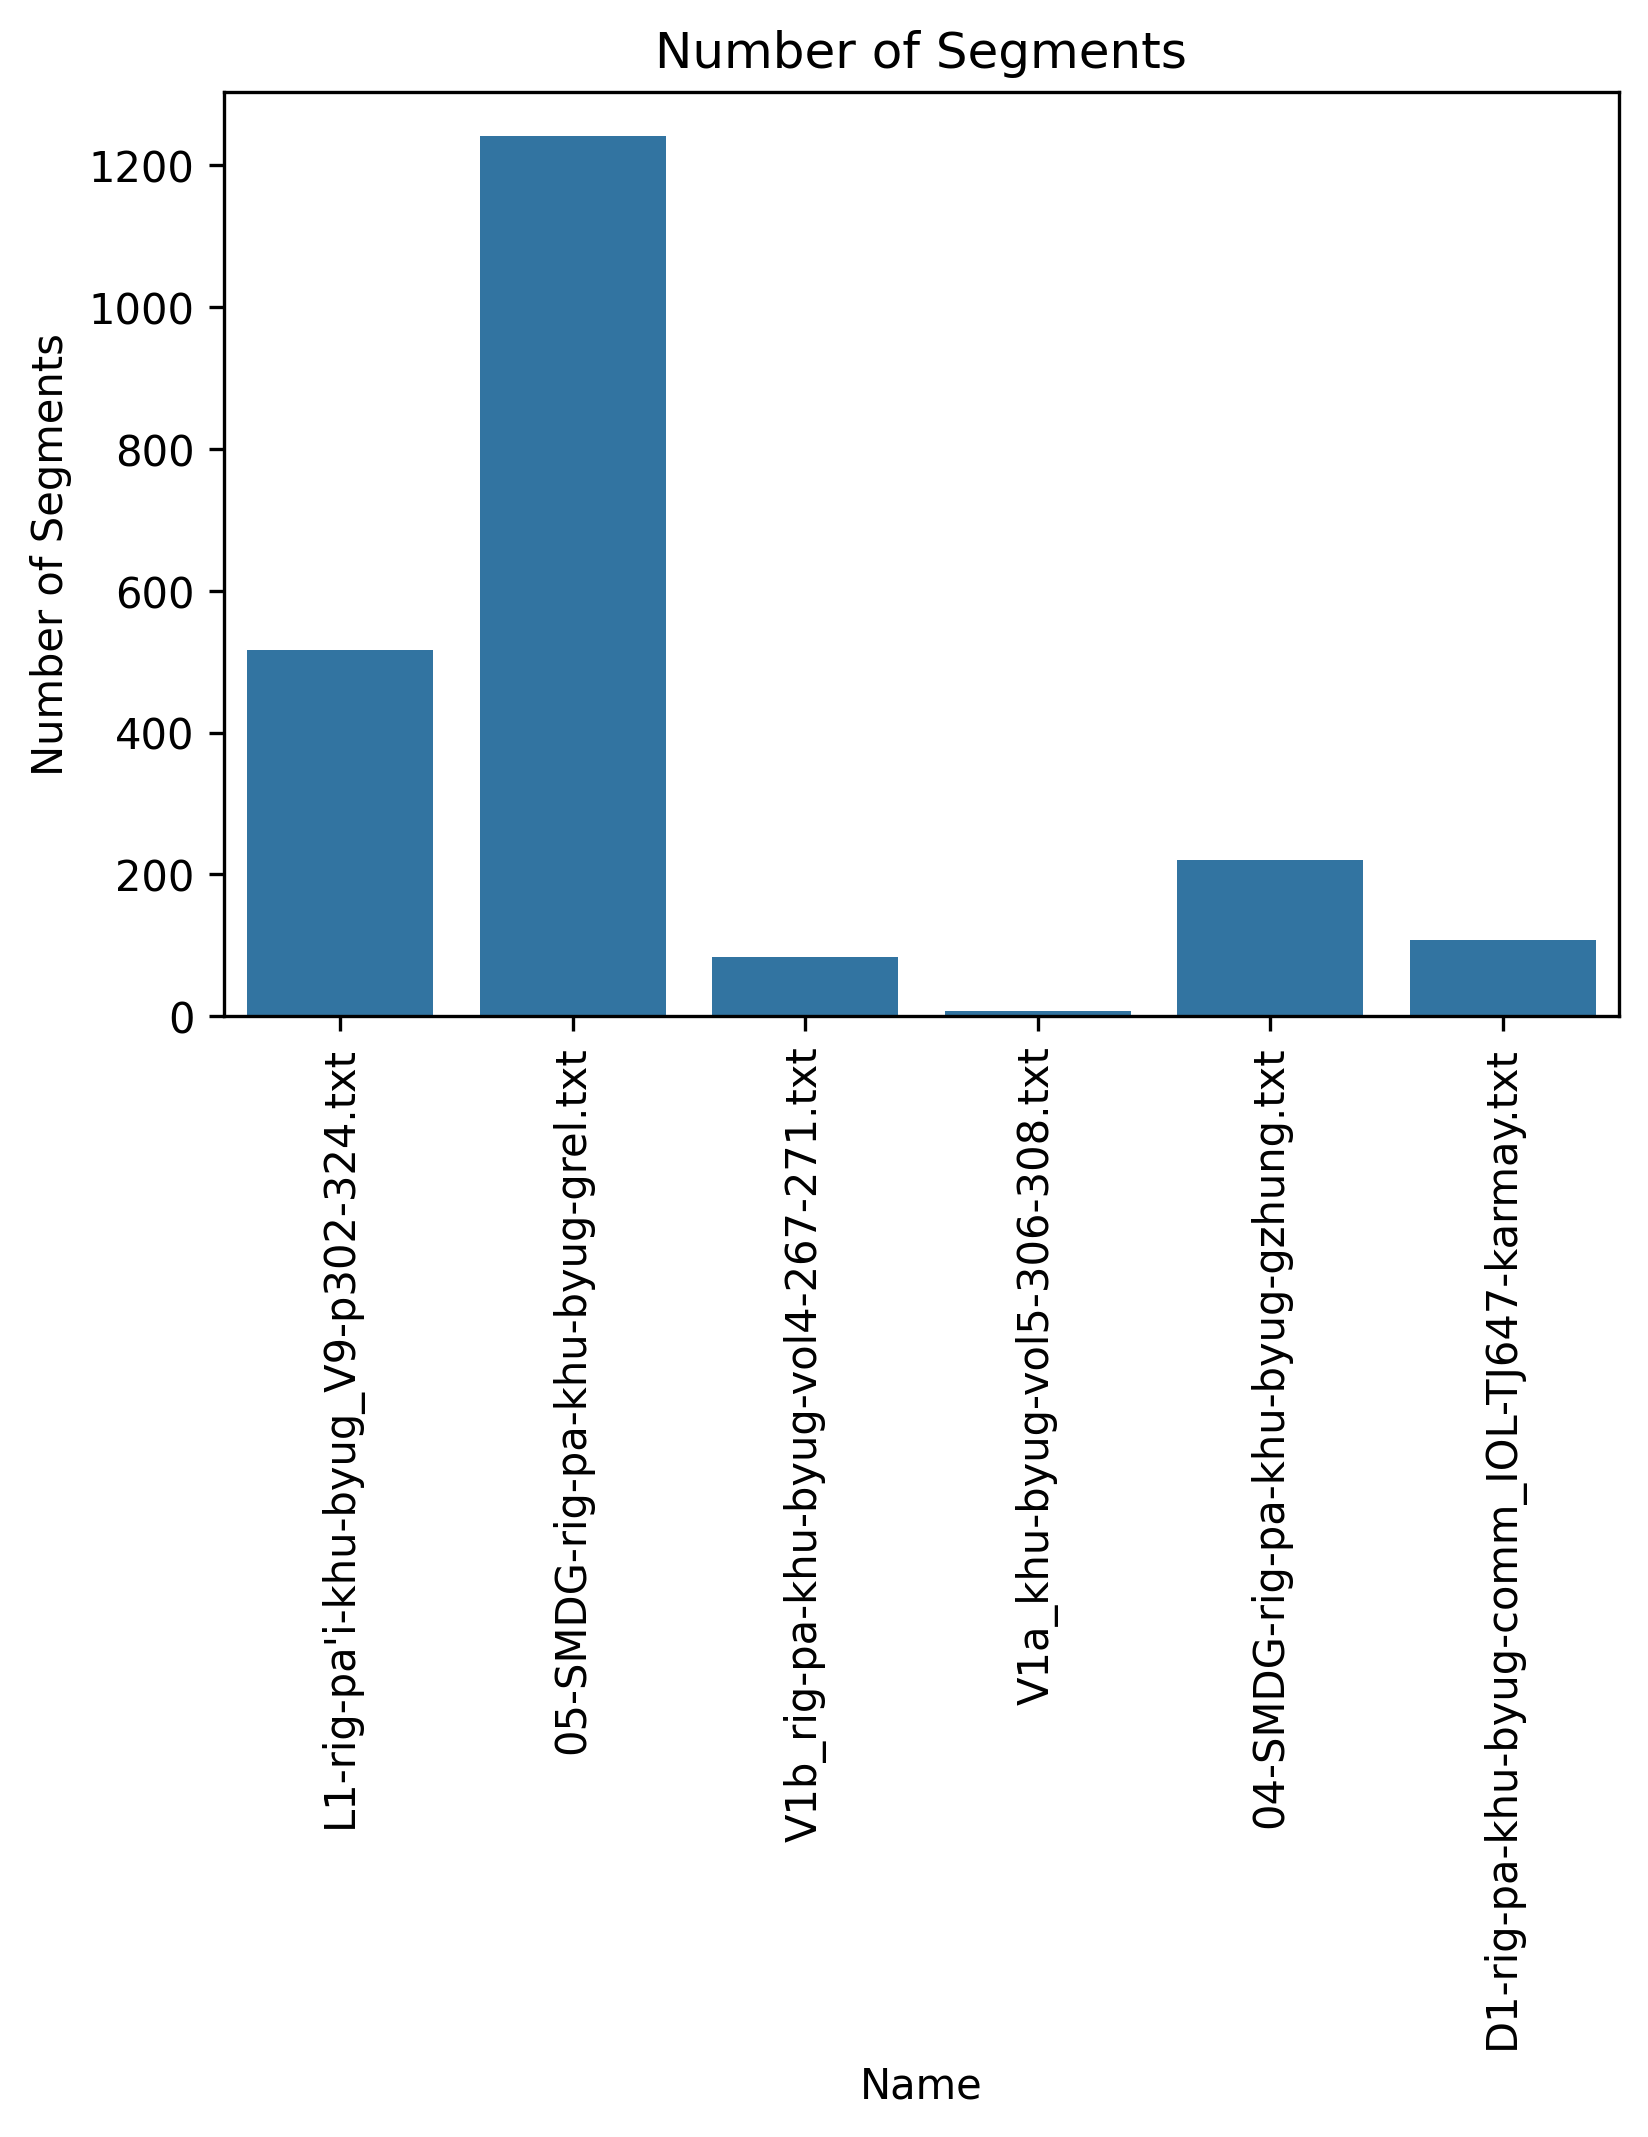 Number of Segments
Number of Segments
1200
1000
800
600
400
200
0
L1-rig-pa'i-khu-byug_V9-p302-324.txt
05-SMDG-rig-pa-khu-byug-grel.txt
V1b_rig-pa-khu-byug-vol4-267-271.txt
V1a_khu-byug-vol5-306-308.txt
04-SMDG-rig-pa-khu-byug-gzhung.txt
D1-rig-pa-khu-byug-comm_IOL-TJ647-karmay.txt
Name